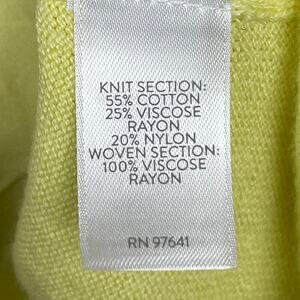 KNIT SECTION:
55% COTTON
25% VISCOSE
RAYON
20% NYLON
WOVEN SECTION:
100% VISCOSE
RAYON
RN 97641